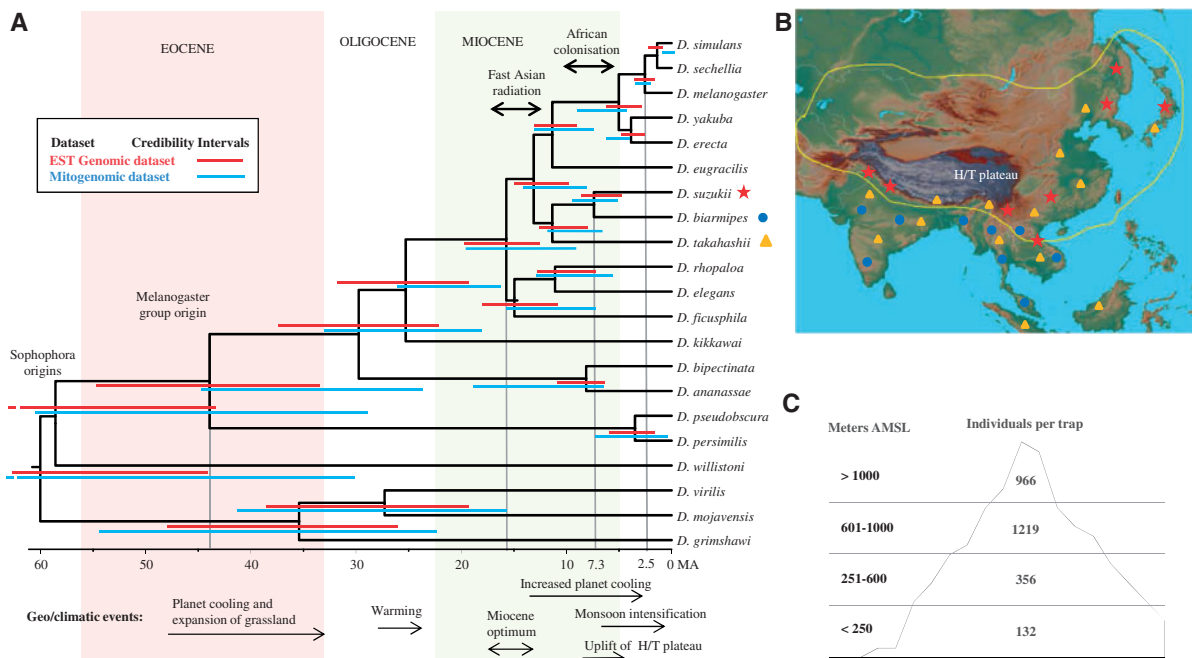 A
EOCENE
OLIGOCENE
MIOCENE
African
colonisation
Fast Asian
radiation
Dataset Credibility Intervals
EST Genomic dataset
Mitogenomic dataset
Melanogaster
group origin
Sophophora
origins
D. simulans
D. sechellia
D. melanogaster
D. yakuba
D. erecta
D. eugracilis
D. suzukii
D. biarmipes
D. takahashii
D. rhopaloa
D. elegans
D. ficusphila
D. kikkawai
D. bipectinata
D. ananassae
D. pseudobscura
D. persimilis
D. willistoni
D. virilis
D. mojavensis
D. grimshawi
60 40 30 20 10 7.3 2.5 0 MA
Geo/climatic events:
Planet cooling and
expansion of grassland
Warming
Miocene
optimum
Increased planet cooling
Monsoon intensification
Uplift of H/T plateau
B
H/T plateau
C
Meters AMSL Individuals per trap
> 1000 966
601-1000 1219
251-600 356
< 250 132